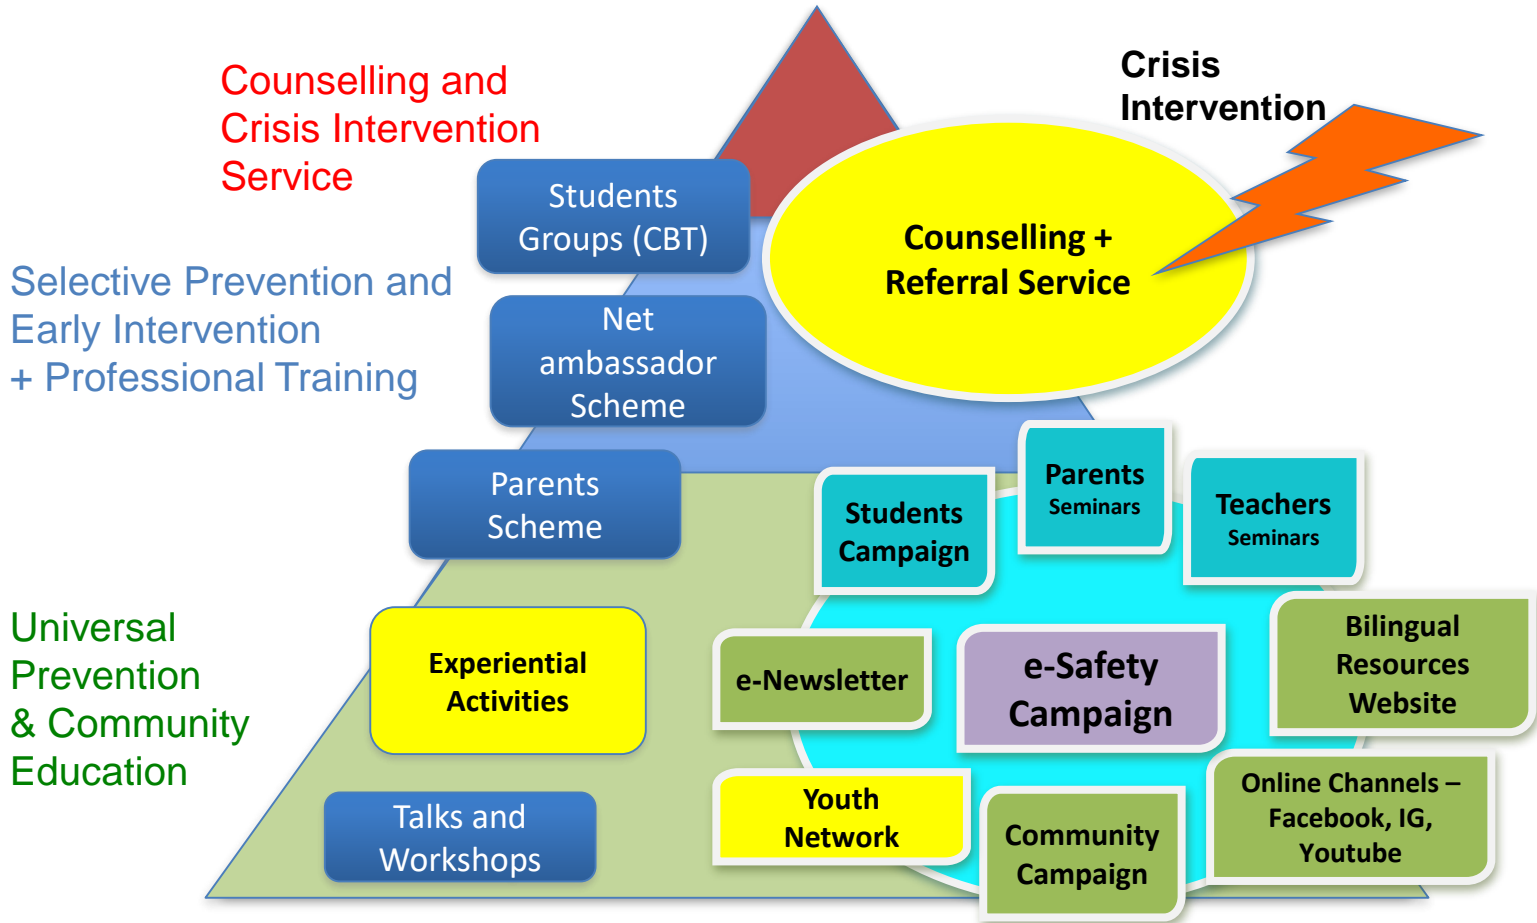 Counselling and
Crisis Intervention
Service
Crisis
Intervention
Students
Groups (CBT)
Counselling +
Referral Service
Selective Prevention and
Early Intervention
+ Professional Training
Net
ambassador
Scheme
Parents
Scheme
Students
Campaign
Parents
Seminars
Teachers
Seminars
Universal
Prevention
& Community
Education
Experiential
Activities
e-Newsletter
e-Safety
Campaign
Bilingual
Resources
Website
Talks and
Workshops
Youth
Network
Community
Campaign
Online Channels –
Facebook, IG,
Youtube